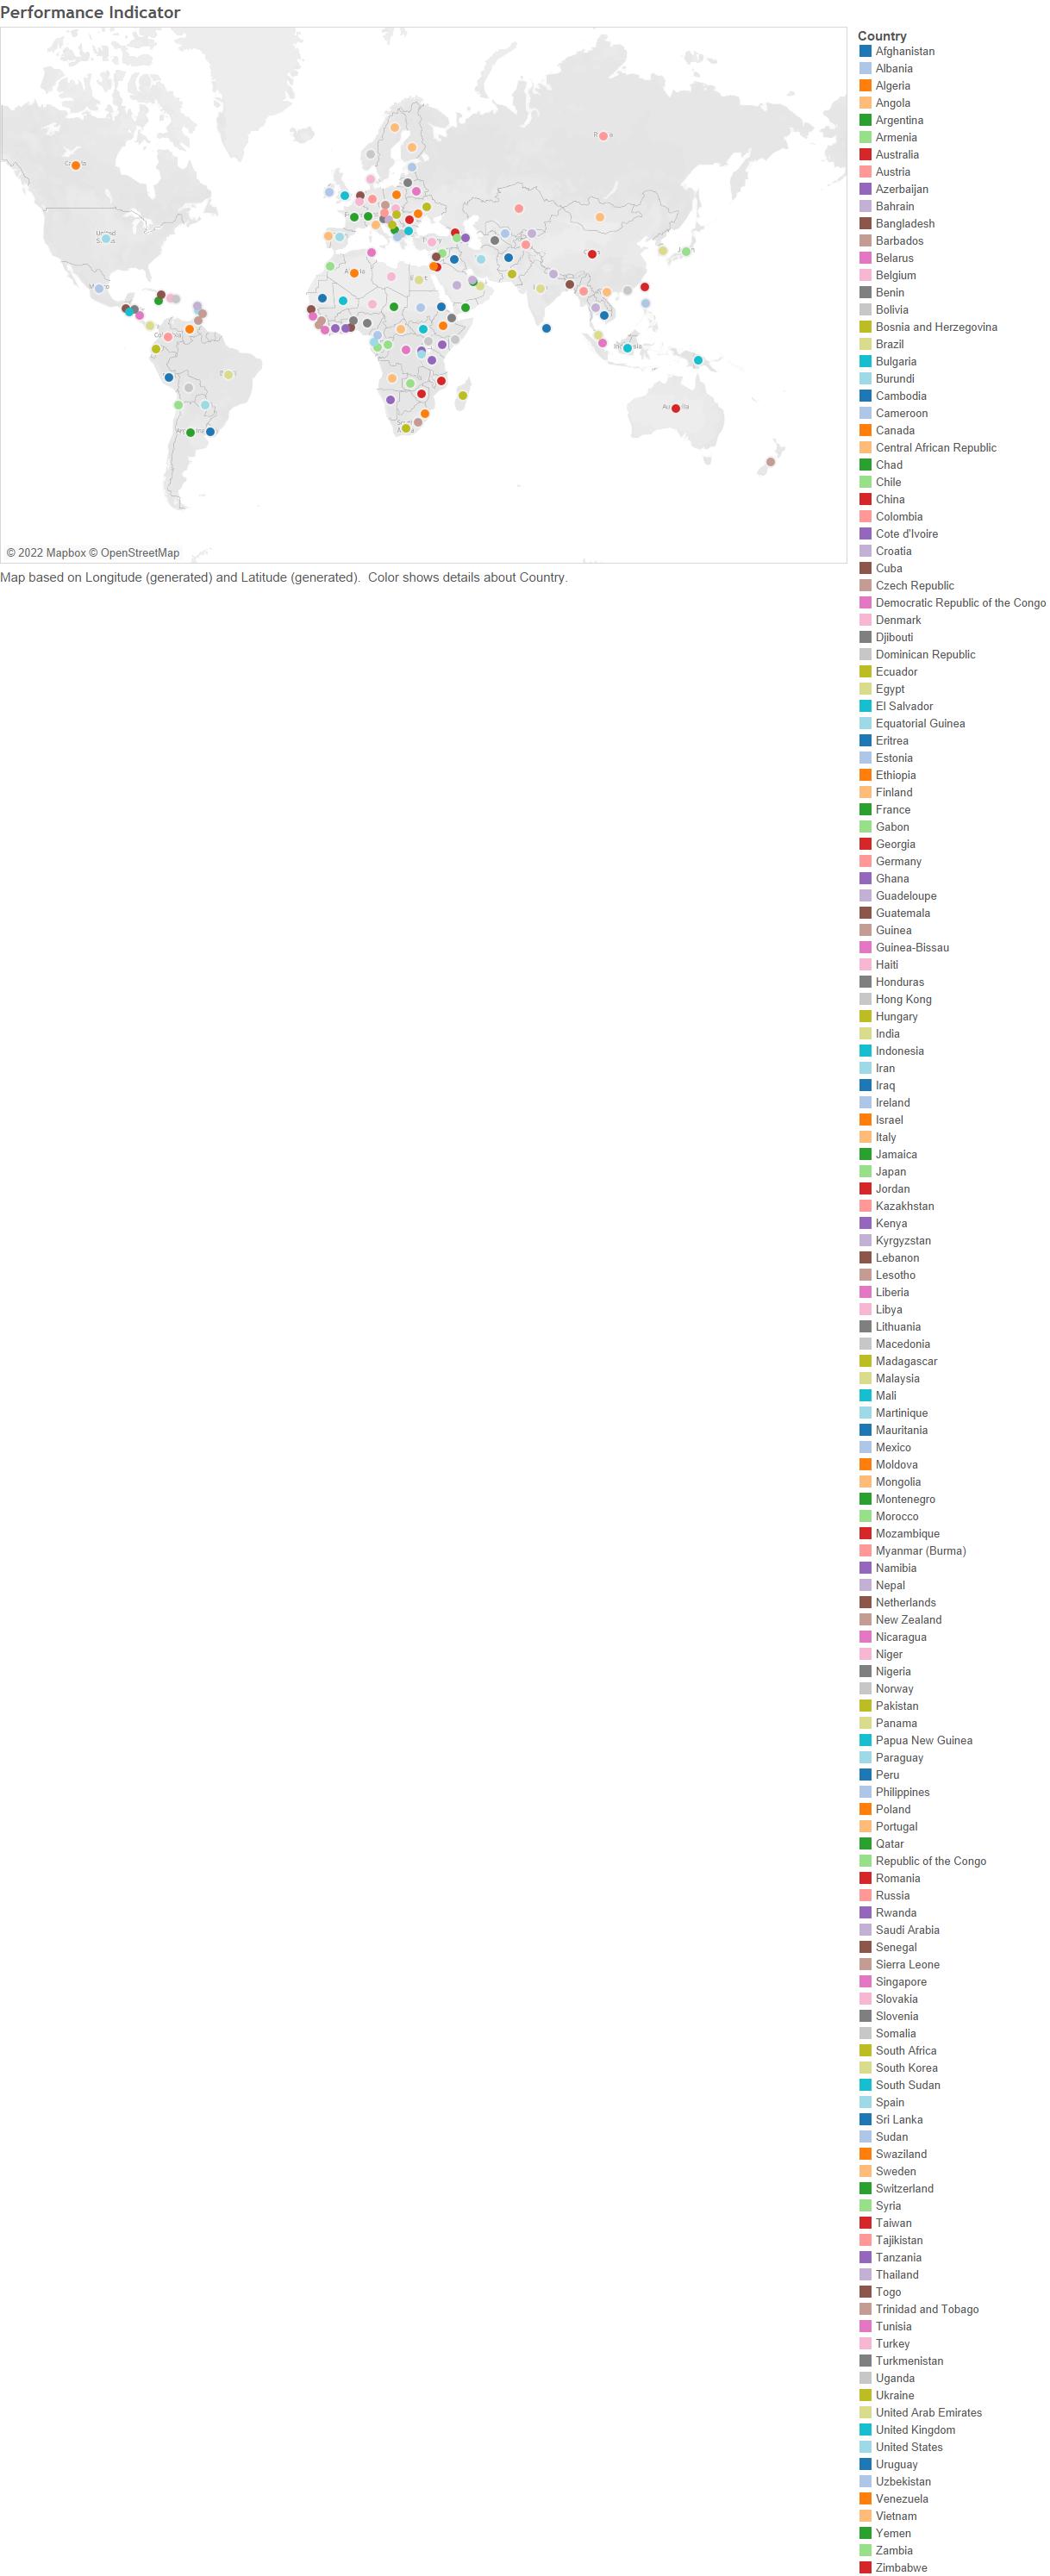 Performance Indicator
© 2022 Mapbox © OpenStreetMap
Map based on Longitude (generated) and Latitude (generated).  Color shows details about Country.
Country
Afghanistan
Albania
Algeria
Angola
Argentina
Armenia
Australia
Austria
Azerbaijan
Bahrain
Bangladesh
Barbados
Belarus
Belgium
Benin
Bolivia
Bosnia and Herzegovina
Brazil
Bulgaria
Burundi
Cambodia
Cameroon
Canada
Central African Republic
Chad
Chile
China
Colombia
Cote d'Ivoire
Croatia
Cuba
Czech Republic
Democratic Republic of the Congo
Denmark
Djibouti
Dominican Republic
Ecuador
Egypt
El Salvador
Equatorial Guinea
Eritrea
Estonia
Ethiopia
Finland
France
Gabon
Georgia
Germany
Ghana
Guadeloupe
Guatemala
Guinea
Guinea-Bissau
Haiti
Honduras
Hong Kong
Hungary
India
Indonesia
Iran
Iraq
Ireland
Israel
Italy
Jamaica
Japan
Jordan
Kazakhstan
Kenya
Kyrgyzstan
Lebanon
Lesotho
Liberia
Libya
Lithuania
Macedonia
Madagascar
Malaysia
Mali
Martinique
Mauritania
Mexico
Moldova
Mongolia
Montenegro
Morocco
Mozambique
Myanmar (Burma)
Namibia
Nepal
Netherlands
New Zealand
Nicaragua
Niger
Nigeria
Norway
Pakistan
Panama
Papua New Guinea
Paraguay
Peru
Philippines
Poland
Portugal
Qatar
Republic of the Congo
Romania
Russia
Rwanda
Saudi Arabia
Senegal
Sierra Leone
Singapore
Slovakia
Slovenia
Somalia
South Africa
South Korea
South Sudan
Spain
Sri Lanka
Sudan
Swaziland
Sweden
Switzerland
Syria
Taiwan
Tajikistan
Tanzania
Thailand
Togo
Trinidad and Tobago
Tunisia
Turkey
Turkmenistan
Uganda
Ukraine
United Arab Emirates
United Kingdom
United States
Uruguay
Uzbekistan
Venezuela
Vietnam
Yemen
Zambia
Zimbabwe